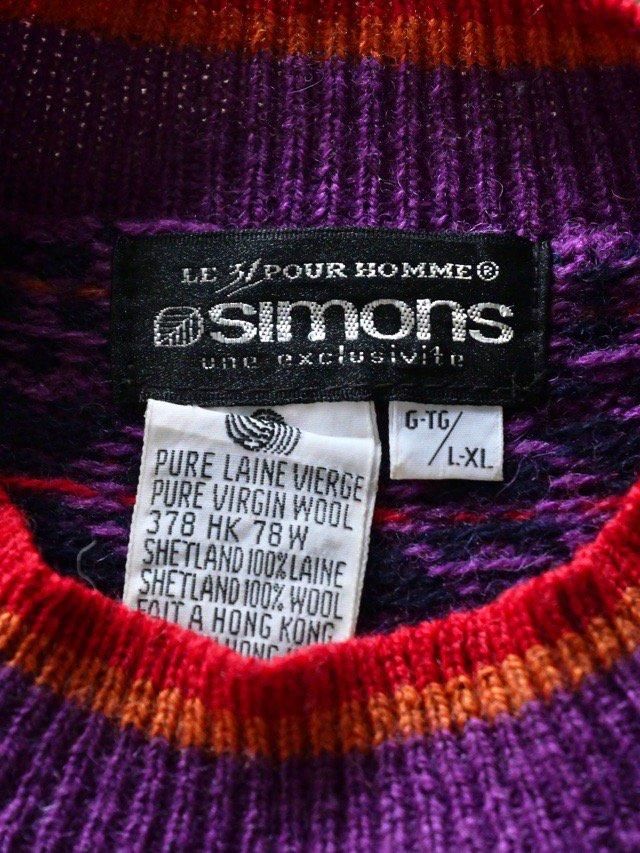 LE 31 POUR HOMME®
simons
une exclusivite
G-TG/
L-XL
PURE LAINE VIERGE
PURE VIRGIN WOOL
378 HK 78 W
SHETLAND 100% LAINE
SHETLAND 100% WOOL
FAIT A HONG KONG